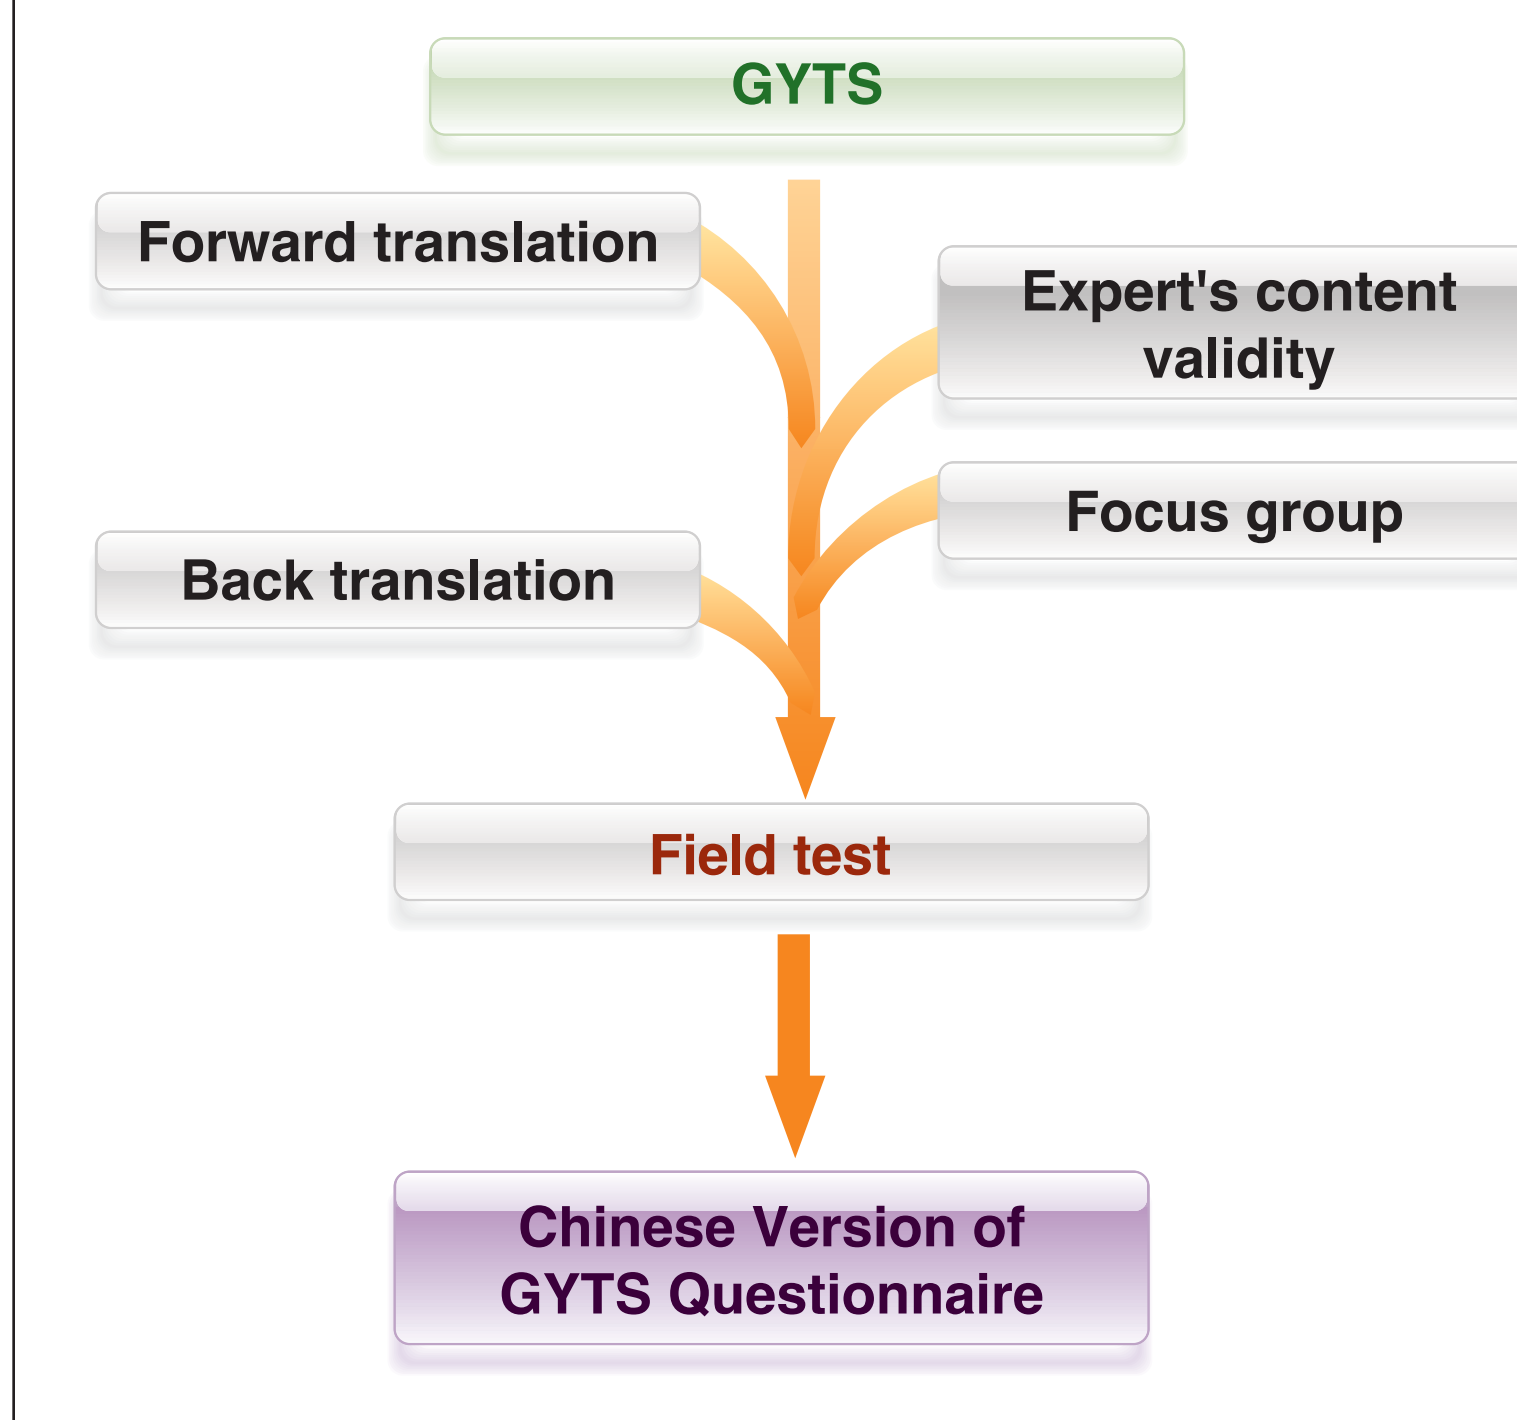 GYTS
Forward translation
Expert's content
validity
Focus group
Back translation
Field test
Chinese Version of
GYTS Questionnaire